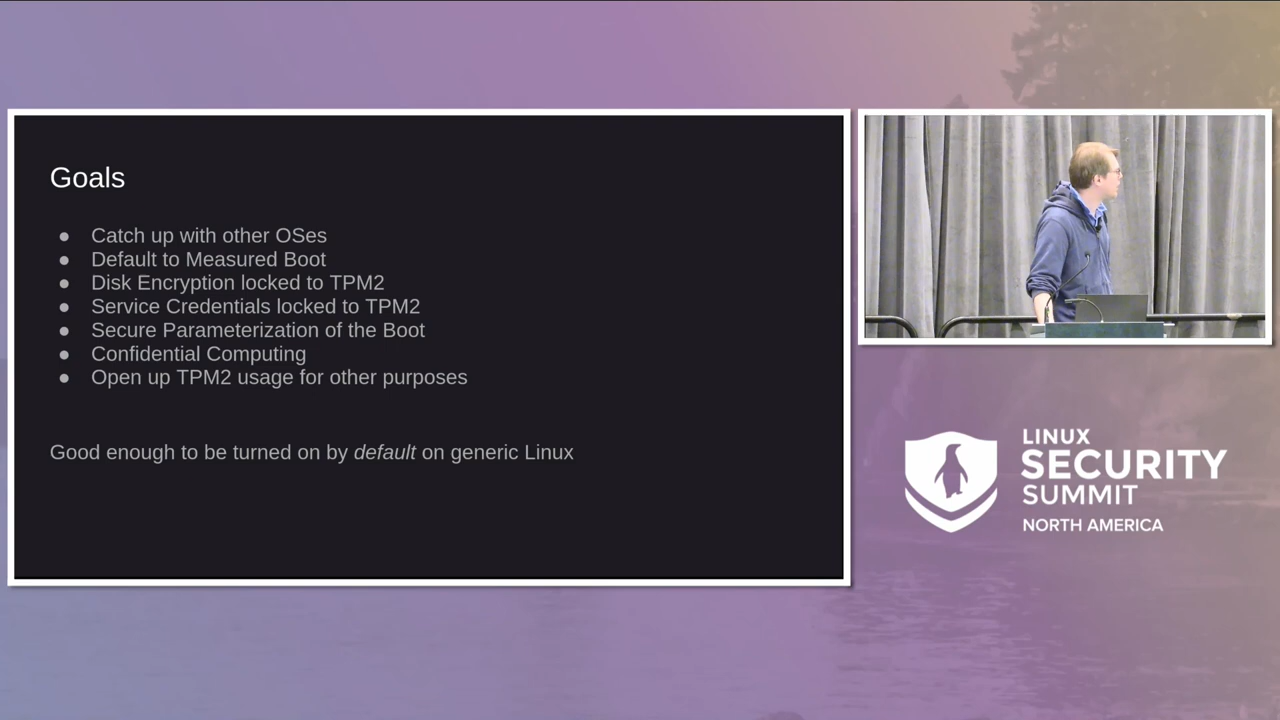 Goals
● Catch up with other OSes
● Default to Measured Boot
● Disk Encryption locked to TPM2
● Service Credentials locked to TPM2
● Secure Parameterization of the Boot
● Confidential Computing
● Open up TPM2 usage for other purposes
Good enough to be turned on by default on generic Linux
LINUX
SECURITY
SUMMIT
NORTH AMERICA